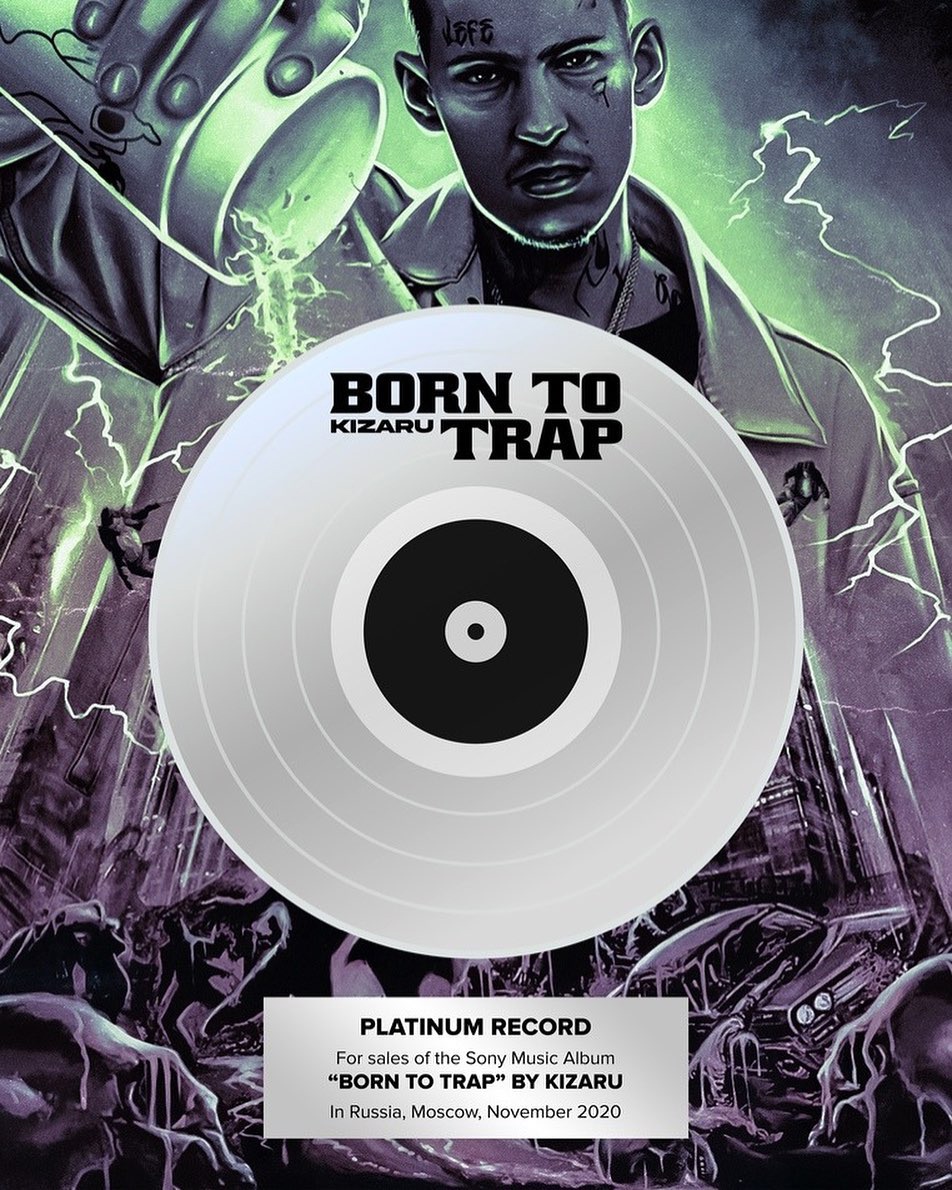 JEFE
BORN TO
KIZARU TRAP
PLATINUM RECORD
For sales of the Sony Music Album
“BORN TO TRAP” BY KIZARU
In Russia, Moscow, November 2020